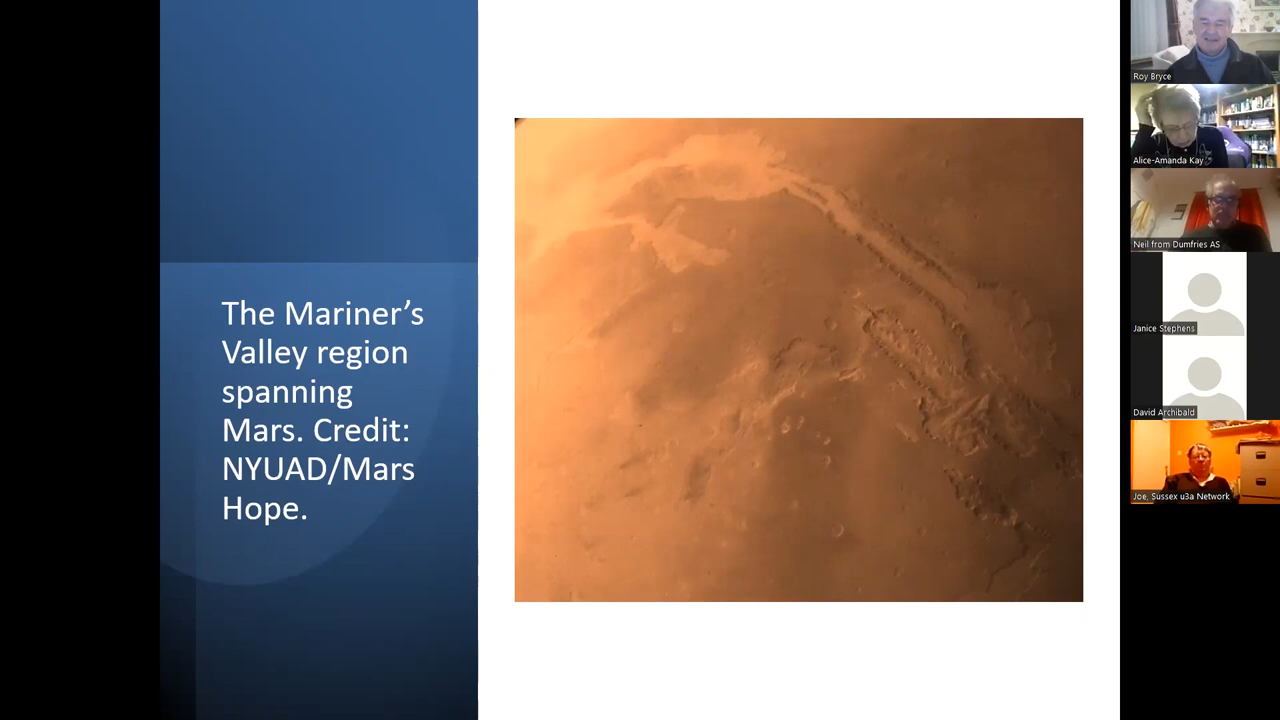 The Mariner’s
Valley region
spanning
Mars. Credit:
NYUAD/Mars
Hope.
Roy Bryce
Alice-Amanda Kay
Neil from Dumfries AS
Janice Stephens
David Archibald
Joe, Sussex u3a Network